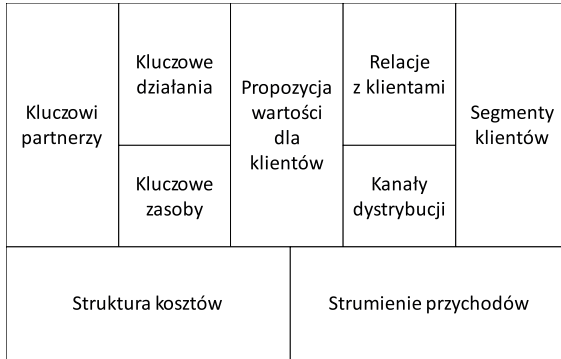 Kluczowi
partnerzy
Kluczowe
działania
Kluczowe
zasoby
Propozycja
wartości
dla
klientów
Relacje
z klientami
Kanały
dystrybucji
Segmenty
klientów
Struktura kosztów
Strumienie przychodów